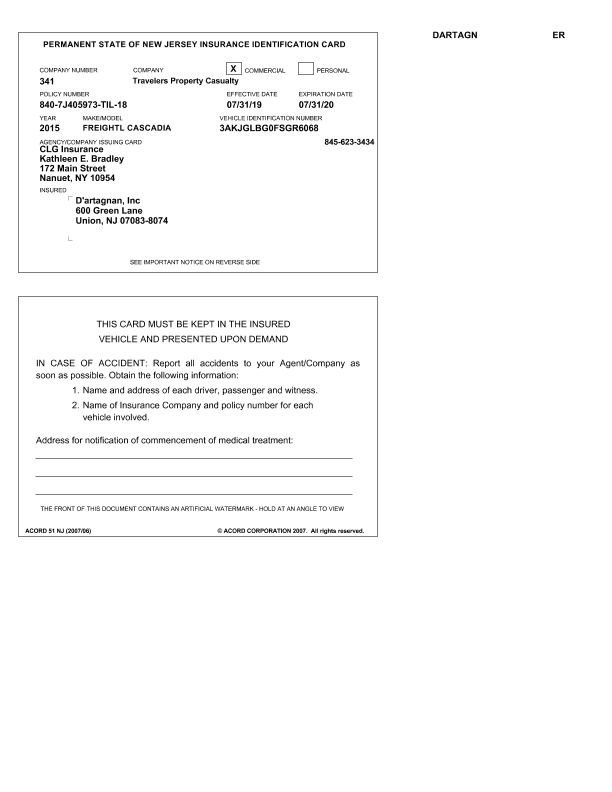 DARTAGN ER
PERMANENT STATE OF NEW JERSEY INSURANCE IDENTIFICATION CARD
COMPANY NUMBER COMPANY X COMMERCIAL PERSONAL
341 Travelers Property Casualty
POLICY NUMBER EFFECTIVE DATE EXPIRATION DATE
840-7J405973-TIL-18 07/31/19 07/31/20
YEAR MAKE/MODEL VEHICLE IDENTIFICATION NUMBER
2015 FREIGHTL CASCADIA 3AKJGLBG0FSGR6068
AGENCY/COMPANY ISSUING CARD 845-623-3434
CLG Insurance
Kathleen E. Bradley
172 Main Street
Nanuet, NY 10954
INSURED
D'artagnan, Inc
600 Green Lane
Union, NJ 07083-8074
SEE IMPORTANT NOTICE ON REVERSE SIDE
THIS CARD MUST BE KEPT IN THE INSURED
VEHICLE AND PRESENTED UPON DEMAND
IN CASE OF ACCIDENT: Report all accidents to your Agent/Company as
soon as possible. Obtain the following information:
1. Name and address of each driver, passenger and witness.
2. Name of Insurance Company and policy number for each
vehicle involved.
Address for notification of commencement of medical treatment:
THE FRONT OF THIS DOCUMENT CONTAINS AN ARTIFICIAL WATERMARK - HOLD AT AN ANGLE TO VIEW
ACORD 51 NJ (2007/06) © ACORD CORPORATION 2007. All rights reserved.